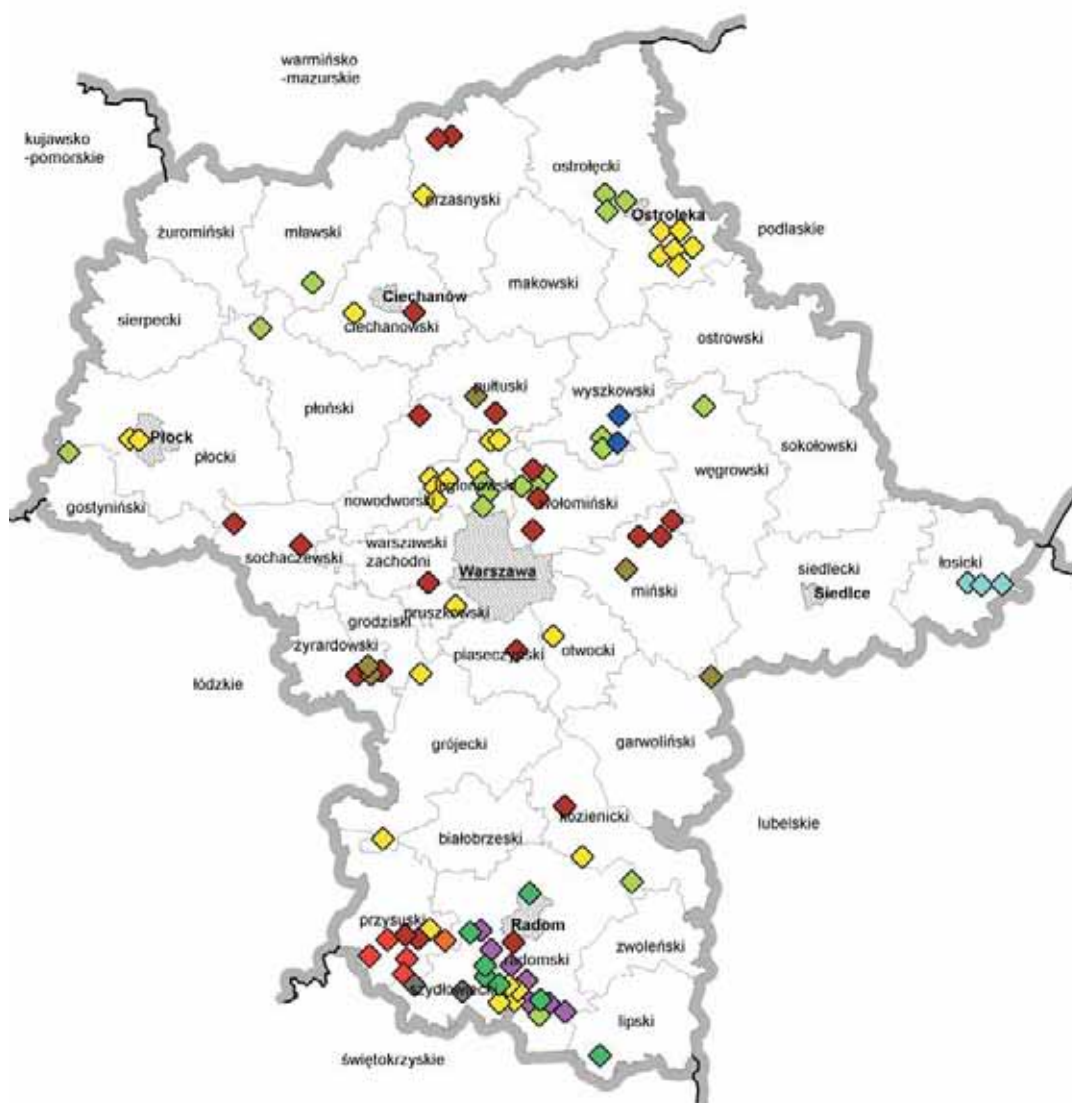 warmińsko
-mazurskie
kujawsko
-pomorskie
ostrołęcki
przasnyski
Ostrołęka
podlaskie
żuromiński
mławski
makowski
Ciechanów
sierpecki
ciechanowski
ostrowski
pułtuski
wyszkowski
płoński
Płock
płocki
sokołowski
węgrowski
legionowski
nowodworski
wołomiński
gostyniński
warszawski
zachodni
sochaczewski
Warszawa
siedlecki
Siedlce
łosicki
miński
pruszkowski
grodziski
żyrardowski
piaseczyński
otwocki
łódzkie
grójecki
garwoliński
kozienicki
lubelskie
białobrzeski
przysuski
Radom
zwoleński
radomski
szydłowiecki
lipski
świętokrzyskie